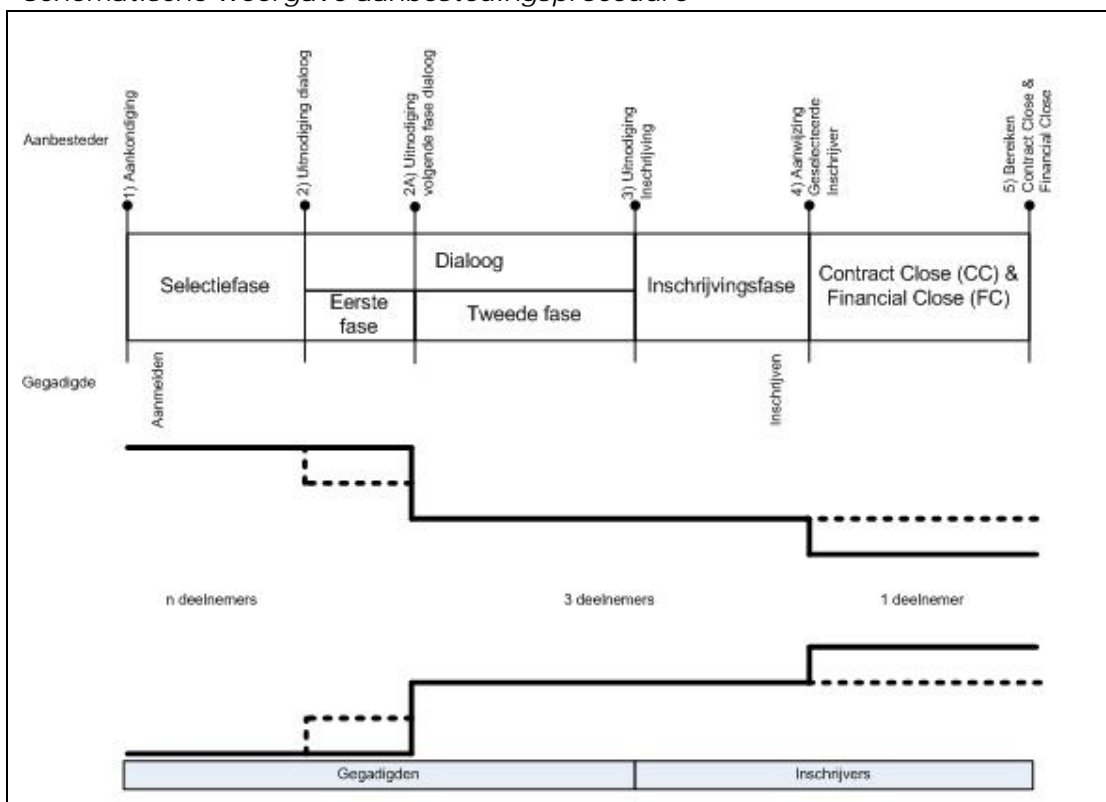 Schematische weergave aanbestedingsprocedure
Aanbesteder
1) Aankondiging
2) Uitnodiging dialoog
2A) Uitnodiging
volgende fase dialoog
3) Uitnodiging
Inschrijving
4) Aanwijzing
Geselecteerde
Inschrijver
5) Bereiken
Contract Close &
Financial Close
Selectiefase
Dialoog
Eerste
fase
Tweede fase
Inschrijvingsfase
Contract Close (CC) &
Financial Close (FC)
Gegadigde
Aanmelden
Inschrijven
n deelnemers
3 deelnemers
1 deelnemer
Gegadigden
Inschrijvers